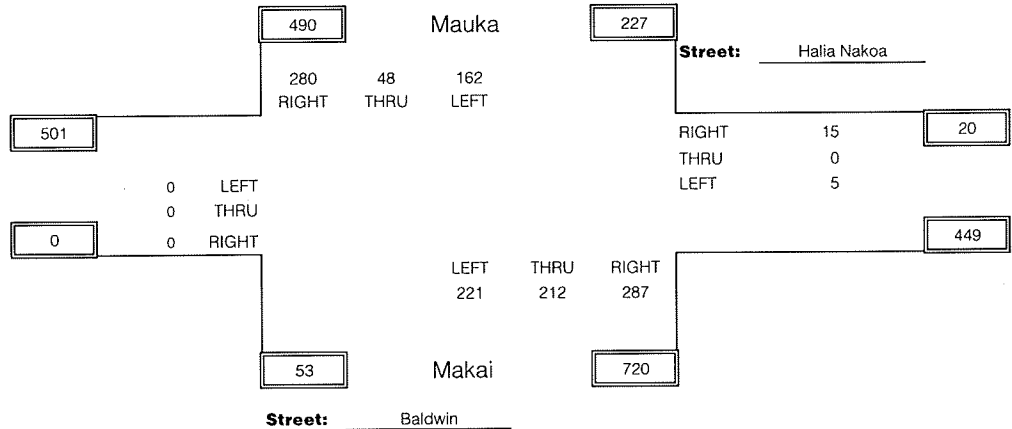 490 Mauka 227
Street: Halia Nakoa
280 48 162
RIGHT THRU LEFT
501
RIGHT 15 20
THRU 0
LEFT 5
0 LEFT
0 THRU
0 0 RIGHT
449
LEFT THRU RIGHT
221 212 287
53 Makai 720
Street: Baldwin